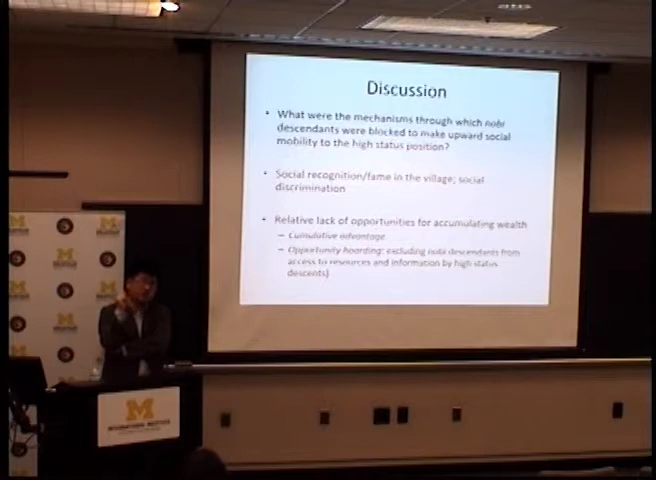 Discussion
• What were the mechanisms through which nobi
descendants were blocked to make upward social
mobility to the high status position?
• Social recognition/fame in the village; social
discrimination
• Relative lack of opportunities for accumulating wealth
– Cumulative advantage
– Opportunity hoarding: excluding nobi descendants from
access to resources and information by high status
descents)
M
INTERNATIONAL INSTITUTE